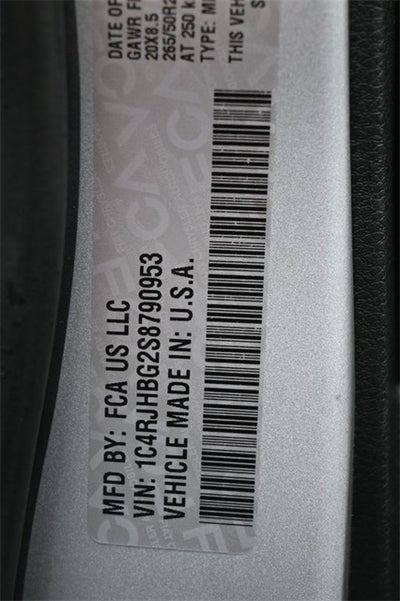 DATE OF
GAWR F
20X8.5
265/50R2
AT 250 k
TYPE: M
THIS VEH
S
MFD BY: FCA US LLC
VIN: 1C4RJHBG2S8790953
VEHICLE MADE IN: U.S.A.